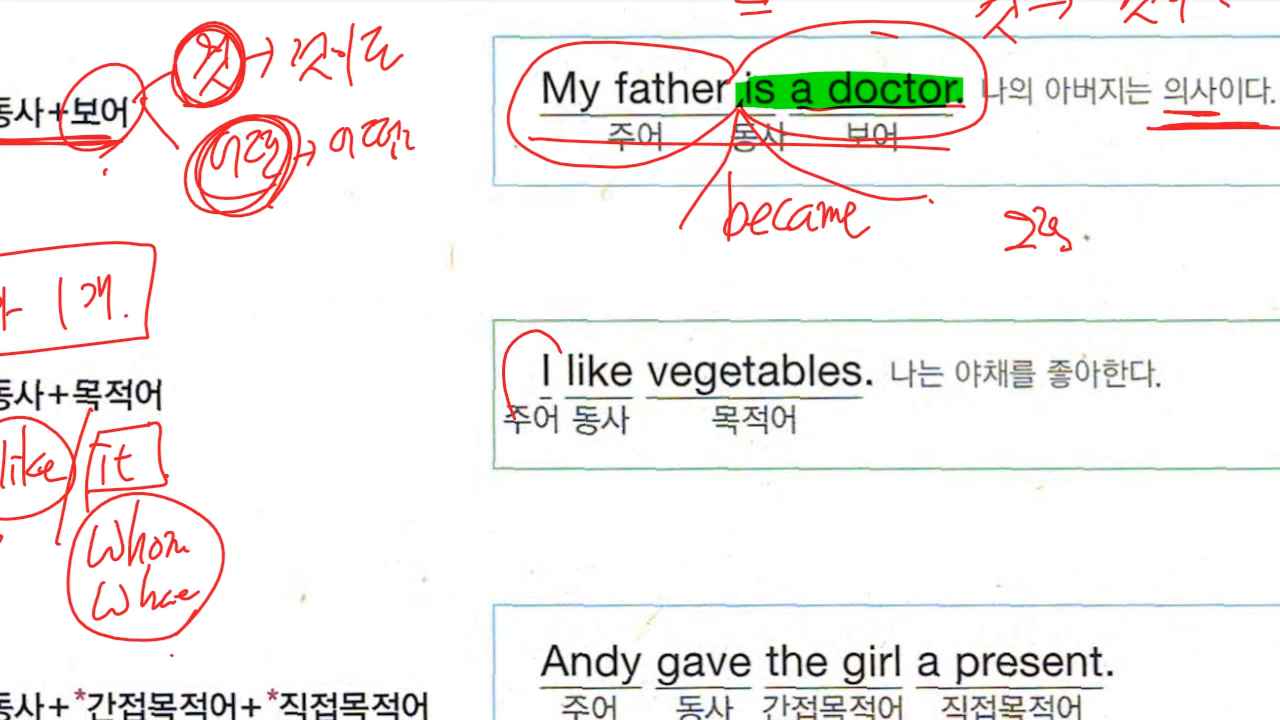 것 → 것이다
My father is a doctor. 나의 아버지는 의사이다.
동사+보어
주어 동사 보어
어떤 →
became
1개.
I like vegetables. 나는 야채를 좋아한다.
동사+목적어
주어 동사 목적어
like it
Whom
What
Andy gave the girl a present.
동사+*간접목적어+*직접목적어
주어 동사 간접목적어 직접목적어